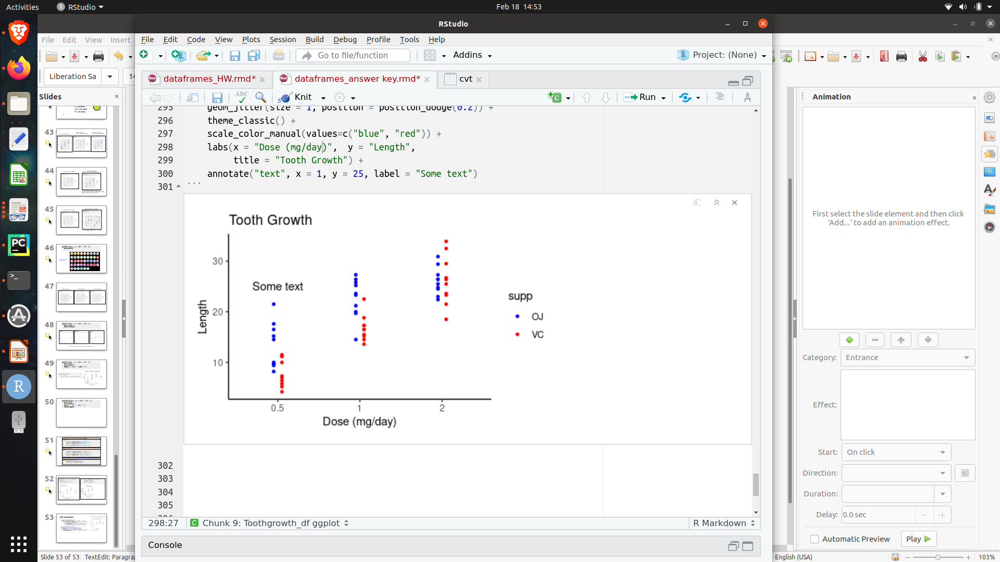 Activities
RStudio
Feb 18 14:53
RStudio
File Edit View Insert
File Edit Code View Plots Session Build Debug Profile Tools Help
Go to file/function
Addins
Project: (None)
Liberation Sa
14
dataframes_HW.rmd*
dataframes_answer key.rmd*
cvt
Slides
ABC
Knit
Run
Animation
295 geom_jitter(size = 1, position = position_dodge(0.2)) +
296 theme_classic() +
297 scale_color_manual(values=c("blue", "red")) +
298 labs(x = "Dose (mg/day)", y = "Length",
299 title = "Tooth Growth") +
300 annotate("text", x = 1, y = 25, label = "Some text")
301 ```
43
44
45
46
47
48
49
50
51
52
53
PC
>_
R
Tooth Growth
30
20
10
Length
Some text
0.5 1 2
Dose (mg/day)
supp
OJ
VC
302
303
304
305
298:27
C
Chunk 9: Toothgrowth_df ggplot
R Markdown
Console
First select the slide element and then click
'Add...' to add an animation effect.
Category: Entrance
Effect:
Start: On click
Direction:
Duration:
Delay: 0.0 sec
Automatic Preview
Play
Slide 53 of 53
TextEdit: Paragra
English (USA)
103%